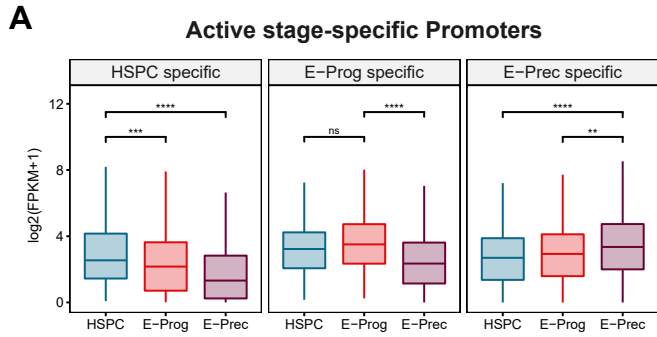 A
Active stage-specific Promoters
HSPC specific
E−Prog specific
E−Prec specific
log2(FPKM+1)
12
8
4
0
****
***
****
ns
****
**
HSPC
E−Prog
E−Prec
HSPC
E−Prog
E−Prec
HSPC
E−Prog
E−Prec